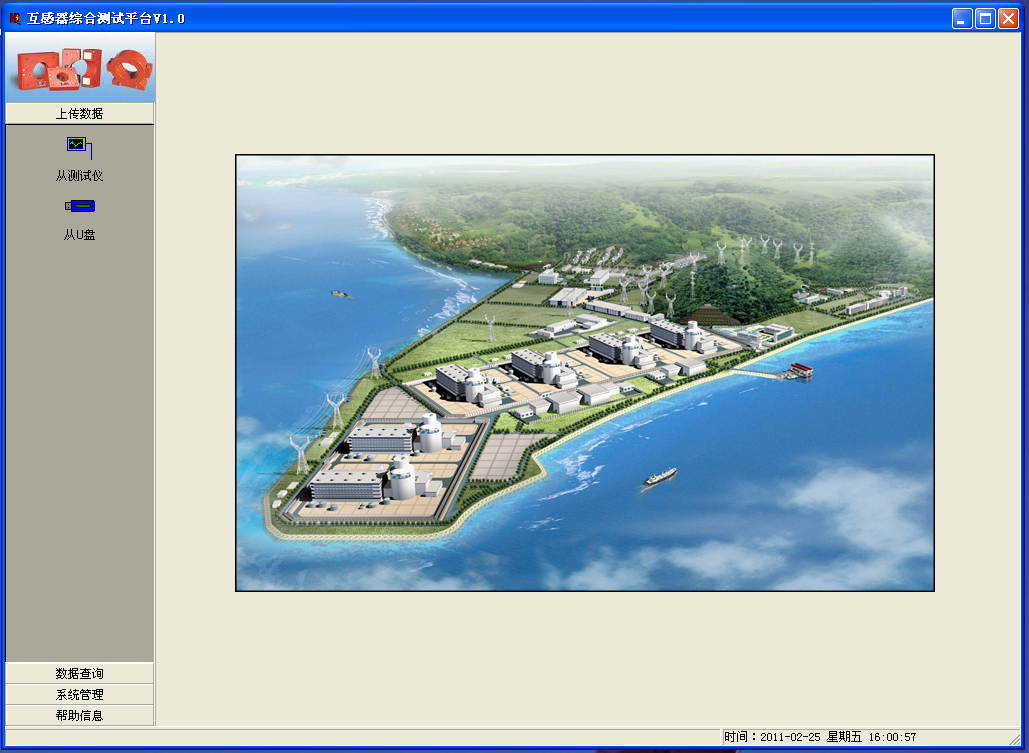 互感器综合测试平台V1.0
上传数据
从测试仪
从U盘
数据查询
系统管理
帮助信息
时间：2011-02-25 星期五 16:00:57